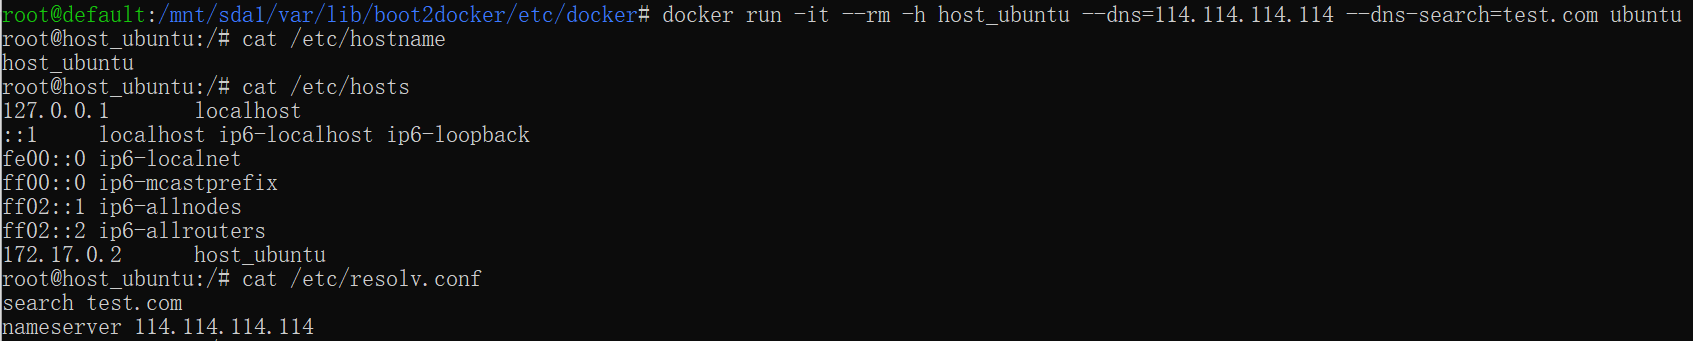 root@default:/mnt/sda1/var/lib/boot2docker/etc/docker# docker run -it --rm -h host_ubuntu --dns=114.114.114.114 --dns-search=test.com ubuntu
root@host_ubuntu:/# cat /etc/hostname
host_ubuntu
root@host_ubuntu:/# cat /etc/hosts
127.0.0.1       localhost
::1     localhost ip6-localhost ip6-loopback
fe00::0 ip6-localnet
ff00::0 ip6-mcastprefix
ff02::1 ip6-allnodes
ff02::2 ip6-allrouters
172.17.0.2      host_ubuntu
root@host_ubuntu:/# cat /etc/resolv.conf
search test.com
nameserver 114.114.114.114